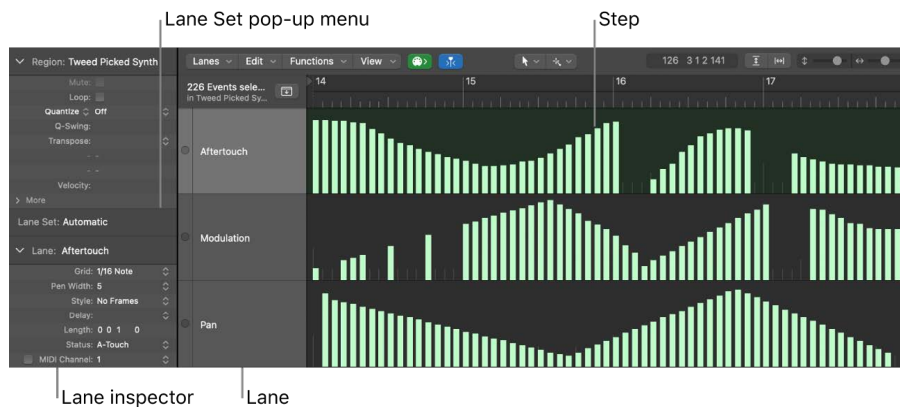 Lane Set pop-up menu
Step
Region: Tweed Picked Synth
Lanes Edit Functions View
126 3 1 2 141
Mute:
Loop:
Quantize Off
Q-Swing:
Transpose:
Velocity:
More
Lane Set: Automatic
Lane: Aftertouch
Grid: 1/16 Note
Pen Width: 5
Style: No Frames
Delay:
Length: 0 0 1 0
Status: A-Touch
MIDI Channel: 1
226 Events sele...
in Tweed Picked Sy...
14 15 16 17
Aftertouch
Modulation
Pan
Lane inspector
Lane